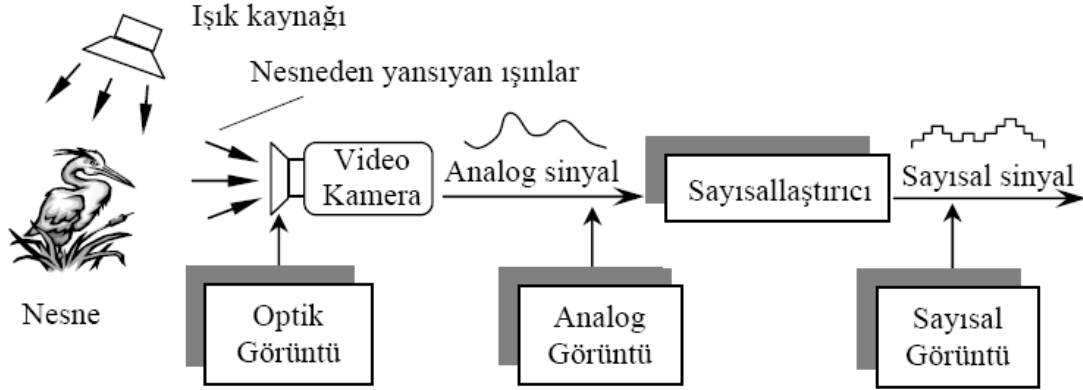 Işık kaynağı
Nesneden yansıyan ışınlar
Video
Kamera
Analog sinyal
Sayısallaştırıcı
Sayısal sinyal
Nesne
Optik
Görüntü
Analog
Görüntü
Sayısal
Görüntü